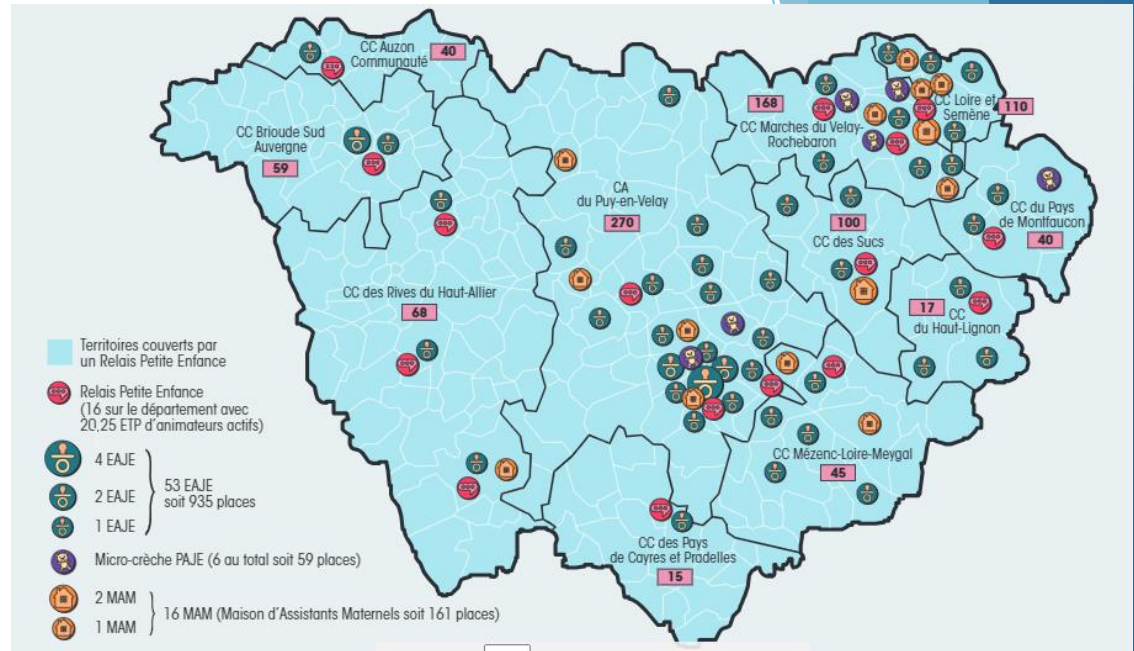 CC Auzon
Communauté
40
CC Brioude Sud
Auvergne
59
168
CC Marches du Velay-
Rochebaron
CC Loire et
Semène
110
CA
du Puy-en-Velay
270
100
CC des Sucs
CC du Pays
de Montfaucon
40
17
CC
du Haut-Lignon
CC des Rives du Haut-Allier
68
CC Mézenc-Loire-Meygal
45
CC des Pays
de Cayres et Pradelles
15
Territoires couverts par
un Relais Petite Enfance
Relais Petite Enfance
(16 sur le département avec
20,25 ETP d'animateurs actifs)
4 EAJE
2 EAJE
1 EAJE
53 EAJE
soit 935 places
Micro-crèche PAJE (6 au total soit 59 places)
2 MAM
1 MAM
16 MAM (Maison d'Assistants Maternels soit 161 places)